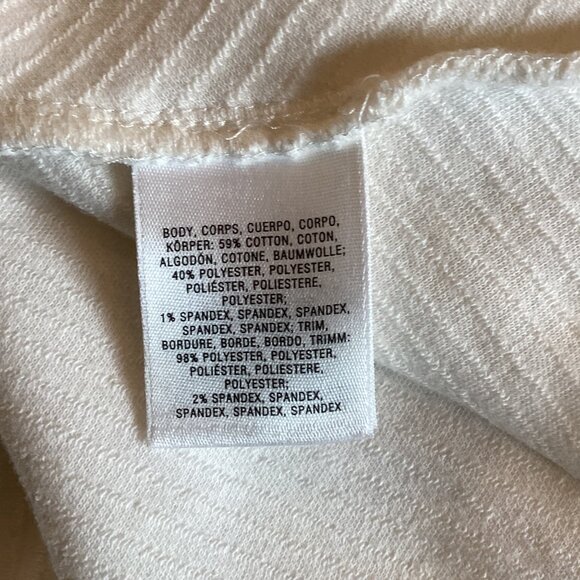 BODY, CORPS, CUERPO, CORPO,
KÖRPER: 59% COTTON, COTON,
ALGODÓN, COTONE, BAUMWOLLE;
40% POLYESTER, POLYESTER,
POLIÉSTER, POLIESTERE,
POLYESTER;
1% SPANDEX, SPANDEX, SPANDEX,
SPANDEX, SPANDEX; TRIM,
BORDURE, BORDE, BORDO, TRIMM:
98% POLYESTER, POLYESTER,
POLIÉSTER, POLIESTERE,
POLYESTER;
2% SPANDEX, SPANDEX,
SPANDEX, SPANDEX, SPANDEX